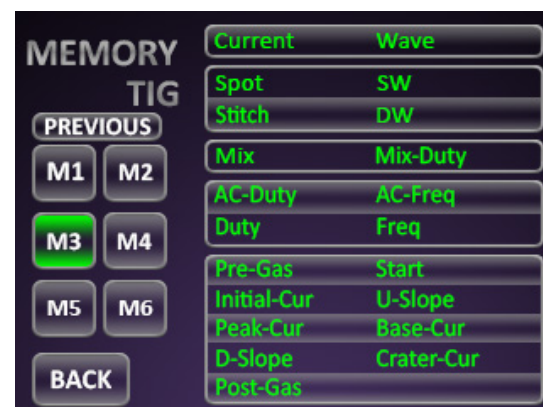 MEMORY
TIG
PREVIOUS
M1 M2
M3 M4
M5 M6
BACK
Current Wave
Spot SW
Stitch DW
Mix Mix-Duty
AC-Duty AC-Freq
Duty Freq
Pre-Gas Start
Initial-Cur U-Slope
Peak-Cur Base-Cur
D-Slope Crater-Cur
Post-Gas